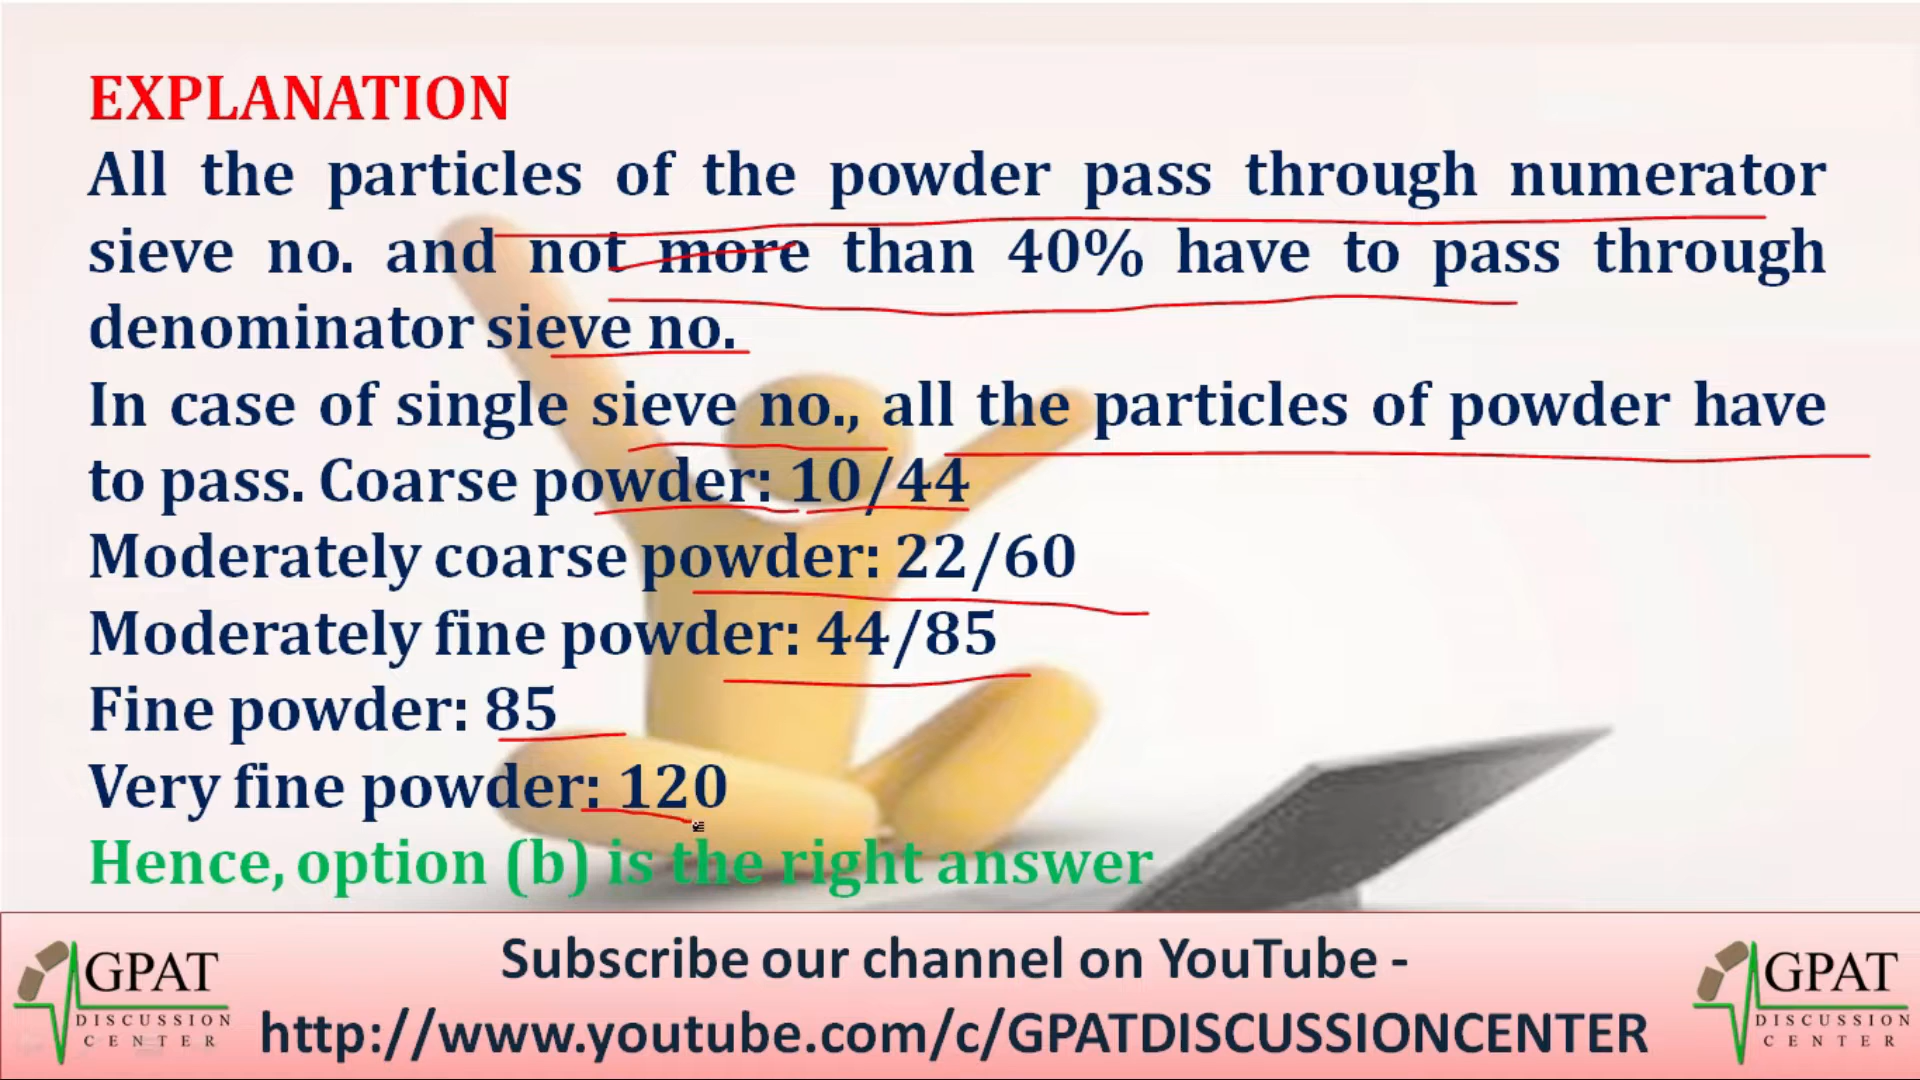 EXPLANATION
All the particles of the powder pass through numerator
sieve no. and not more than 40% have to pass through
denominator sieve no.
In case of single sieve no., all the particles of powder have
to pass. Coarse powder: 10/44
Moderately coarse powder: 22/60
Moderately fine powder: 44/85
Fine powder: 85
Very fine powder: 120
Hence, option (b) is the right answer
GPAT
DISCUSSION
CENTER
Subscribe our channel on YouTube -
http://www.youtube.com/c/GPATDISCUSSIONCENTER
GPAT
DISCUSSION
CENTER